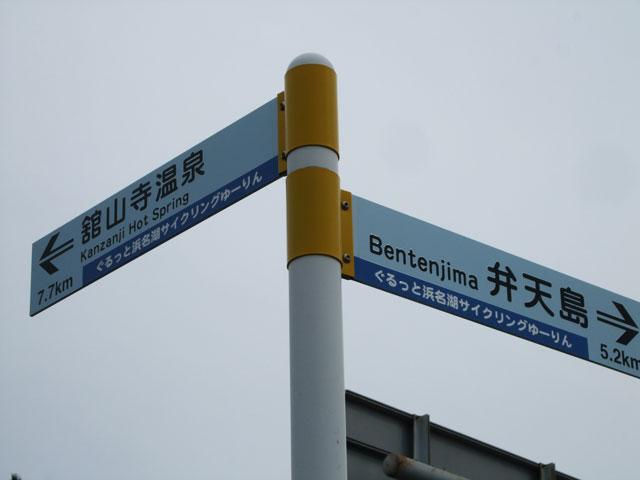 舘山寺温泉
Kanzanji Hot Spring
7.7km
ぐるっと浜名湖サイクリングゆーりん
Bentenjima 弁天島
ぐるっと浜名湖サイクリングゆーりん
5.2km